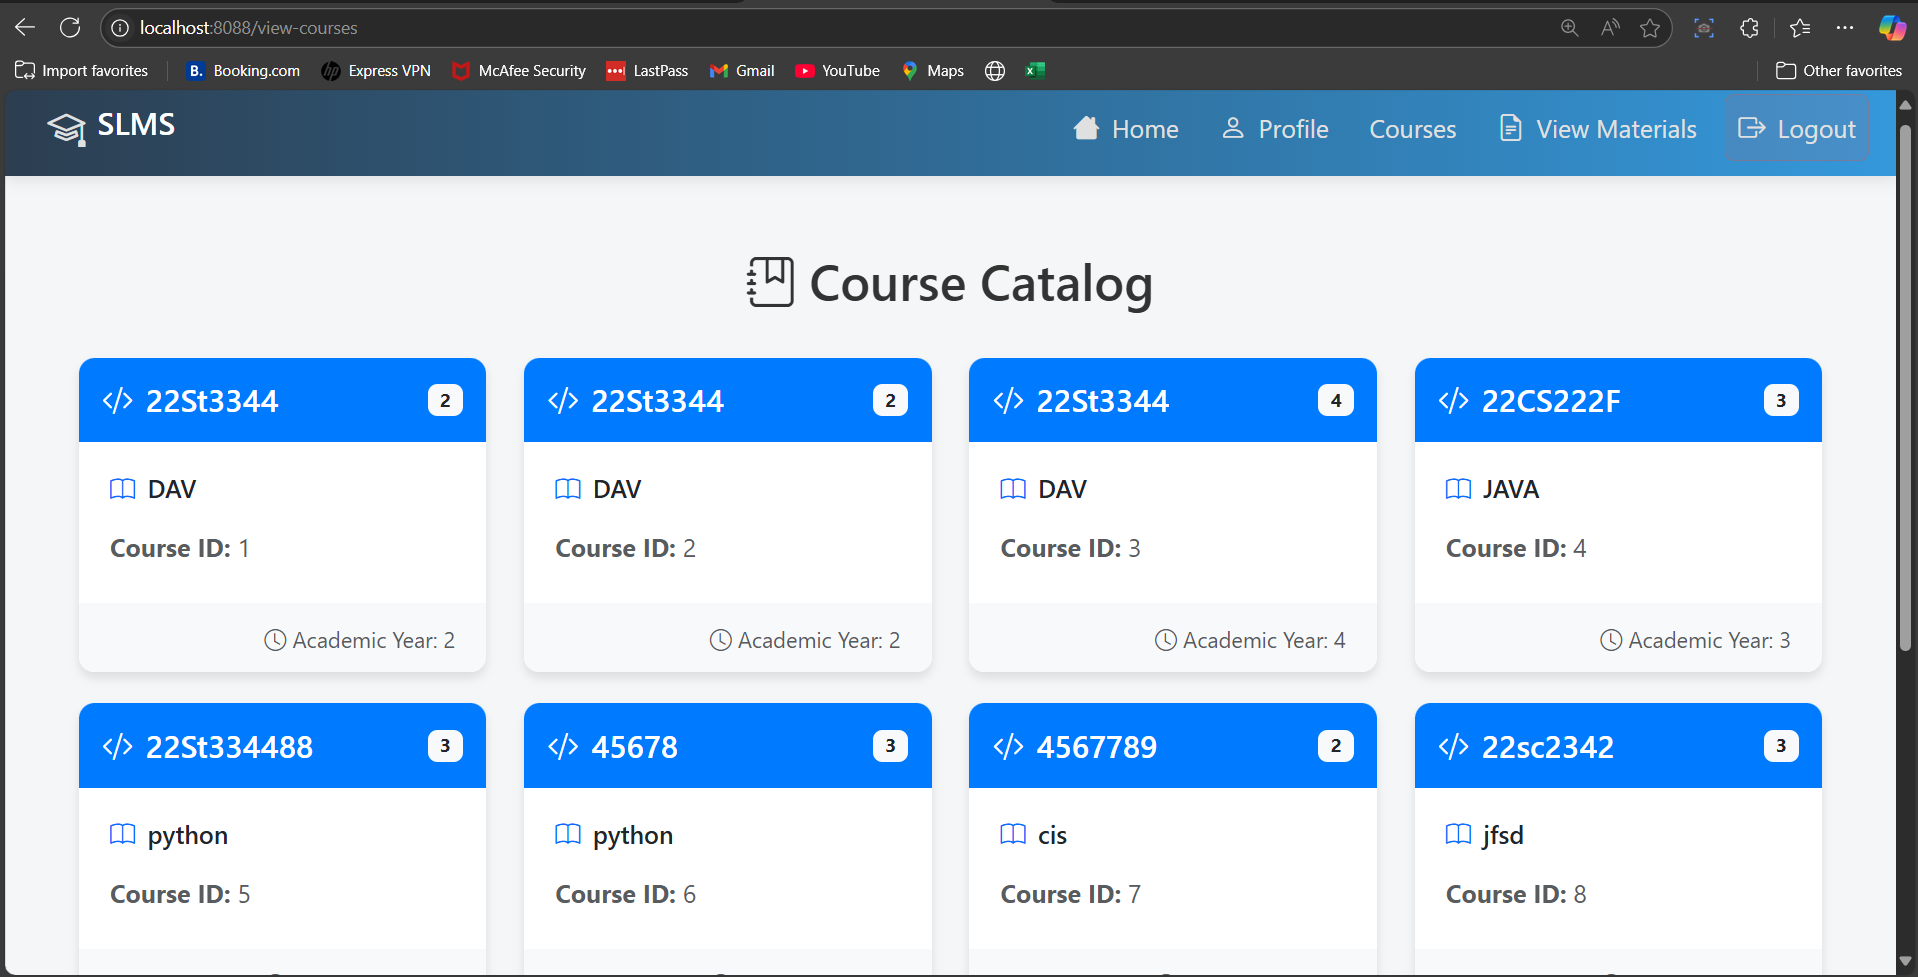 localhost:8088/view-courses
Import favorites
B. Booking.com
Express VPN
McAfee Security
LastPass
Gmail
YouTube
Maps
Other favorites
SLMS
Home
Profile
Courses
View Materials
Logout
Course Catalog
</> 22St3344 2
</> 22St3344 2
</> 22St3344 4
</> 22CS222F 3
DAV
DAV
DAV
JAVA
Course ID: 1
Course ID: 2
Course ID: 3
Course ID: 4
Academic Year: 2
Academic Year: 2
Academic Year: 4
Academic Year: 3
</> 22St334488 3
</> 45678 3
</> 4567789 2
</> 22sc2342 3
python
python
cis
jfsd
Course ID: 5
Course ID: 6
Course ID: 7
Course ID: 8